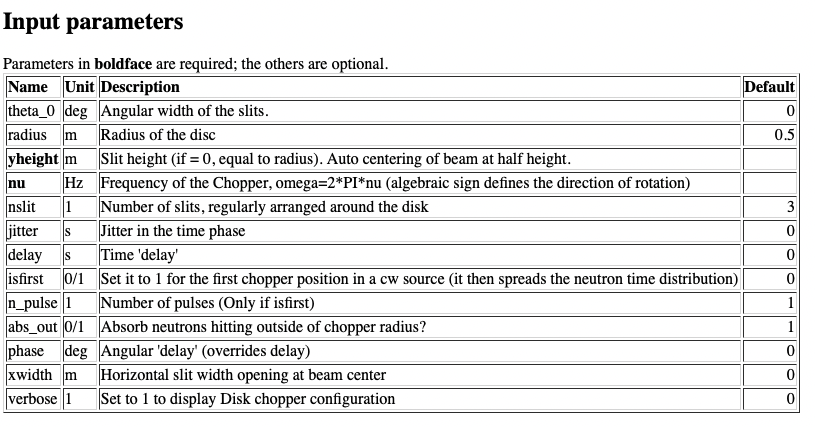 Input parameters
Parameters in boldface are required; the others are optional.
Name Unit Description Default
theta_0 deg Angular width of the slits. 0
radius m Radius of the disc 0.5
yheight m Slit height (if = 0, equal to radius). Auto centering of beam at half height.
nu Hz Frequency of the Chopper, omega=2*PI*nu (algebraic sign defines the direction of rotation)
nslit 1 Number of slits, regularly arranged around the disk 3
jitter s Jitter in the time phase 0
delay s Time 'delay' 0
isfirst 0/1 Set it to 1 for the first chopper position in a cw source (it then spreads the neutron time distribution) 0
n_pulse 1 Number of pulses (Only if isfirst) 1
abs_out 0/1 Absorb neutrons hitting outside of chopper radius? 1
phase deg Angular 'delay' (overrides delay) 0
xwidth m Horizontal slit width opening at beam center 0
verbose 1 Set to 1 to display Disk chopper configuration 0